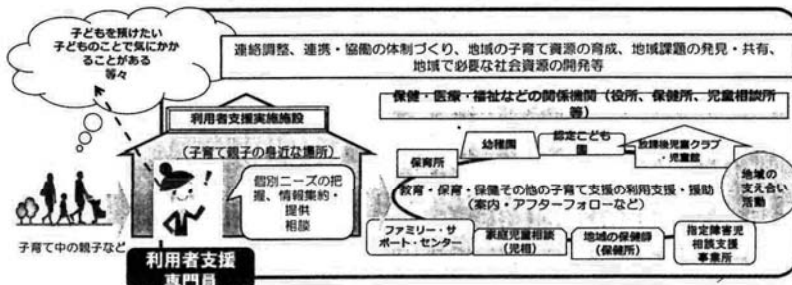 子どもを預けたい
子どものことで気にかか
ることがある
等々
連絡調整、連携・協働の体制づくり、地域の子育て資源の育成、地域課題の発見・共有、
地域で必要な社会資源の開発等
利用者支援実施施設
(子育て親子の身近な場所)
個別ニーズの把
握、情報集約・
提供
相談
子育て中の親子など
利用者支援
専門員
保健・医療・福祉などの関係機関(役所、保健所、児童相談所
等)
保育所
幼稚園
認定こども
園
放課後児童クラブ
・児童館
教育・保育・保健その他の子育て支援の利用支援・援助
(案内・アフターフォローなど)
地域の
支え合い
活動
ファミリー・サ
ポート・センター
家庭児童相談
(児相)
地域の保健師
(保健所)
指定障害児
相談支援
事業所